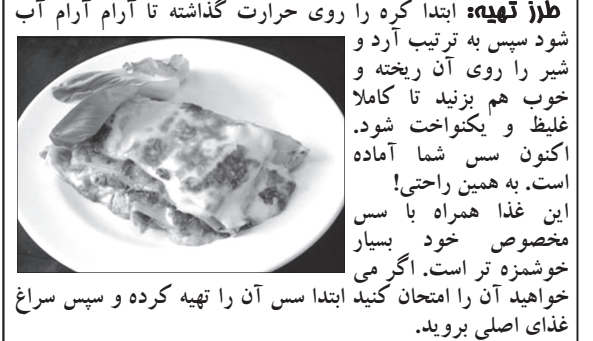 طرز تهیه: ابتدا کره را روی حرارت گذاشته تا آرام آرام آب
شود سپس به ترتیب آرد و
شیر را روی آن ریخته و
خوب هم بزنید تا کاملا
غلیظ و یکنواخت شود.
اکنون سس شما آماده
است. به همین راحتی!
این غذا همراه با سس
مخصوص خود بسیار
خوشمزه تر است. اگر می
خواهید آن را امتحان کنید ابتدا سس آن را تهیه کرده و سپس سراغ
غذای اصلی بروید.